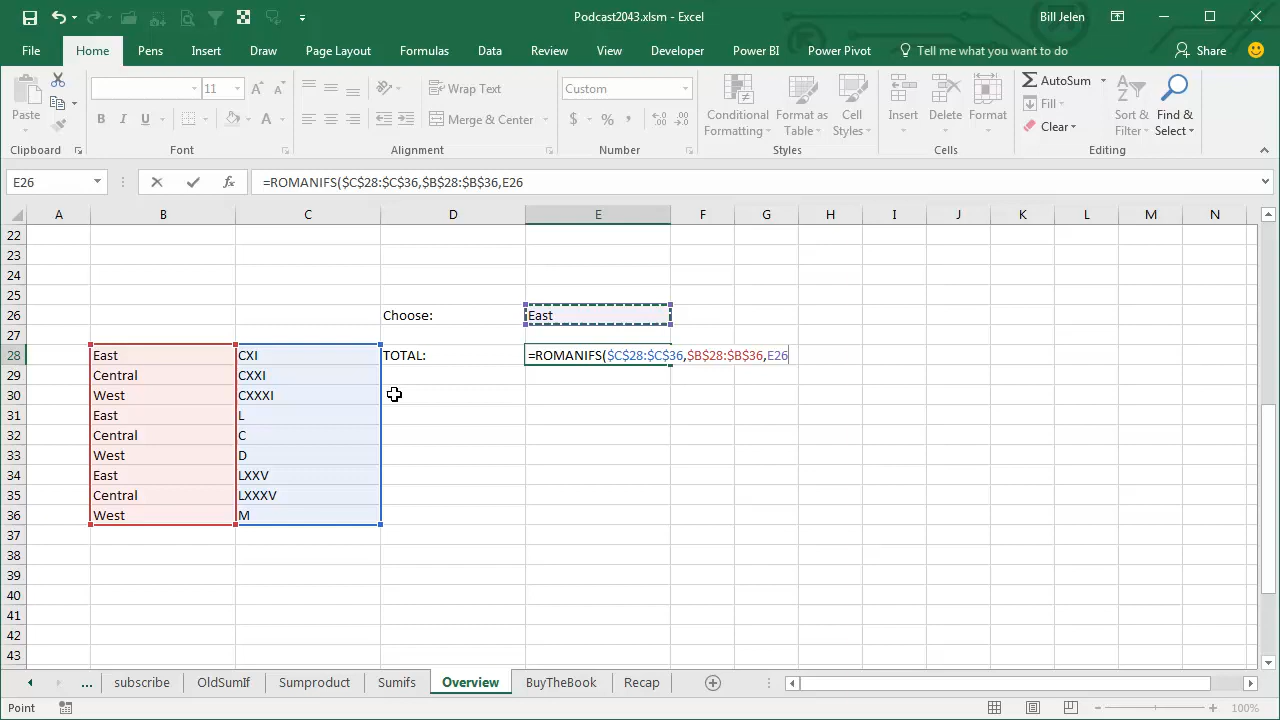 Podcast2043.xlsm - Excel
Bill Jelen
File Home Pens Insert Draw Page Layout Formulas Data Review View Developer Power BI Power Pivot Tell me what you want to do Share
Paste
Clipboard
11
B I U A A A
Font
Wrap Text
Merge & Center
Alignment
Custom
$ % ,
Number
Conditional Formatting
Format as Table
Cell Styles
Styles
Insert
Delete
Format
Cells
AutoSum
Fill
Clear
Sort & Filter
Find & Select
Editing
E26 fx =ROMANIFS($C$28:$C$36,$B$28:$B$36,E26
A B C D E F G H I J K L M N
22
23
24
25
26 Choose: East
27
28 East CXI TOTAL: =ROMANIFS($C$28:$C$36,$B$28:$B$36,E26
29 Central CXXI
30 West CXXXI
31 East L
32 Central C
33 West D
34 East LXXV
35 Central LXXXV
36 West M
37
38
39
40
41
42
43
... subscribe OldSumIf Sumproduct Sumifs Overview BuyTheBook Recap
Point 100%